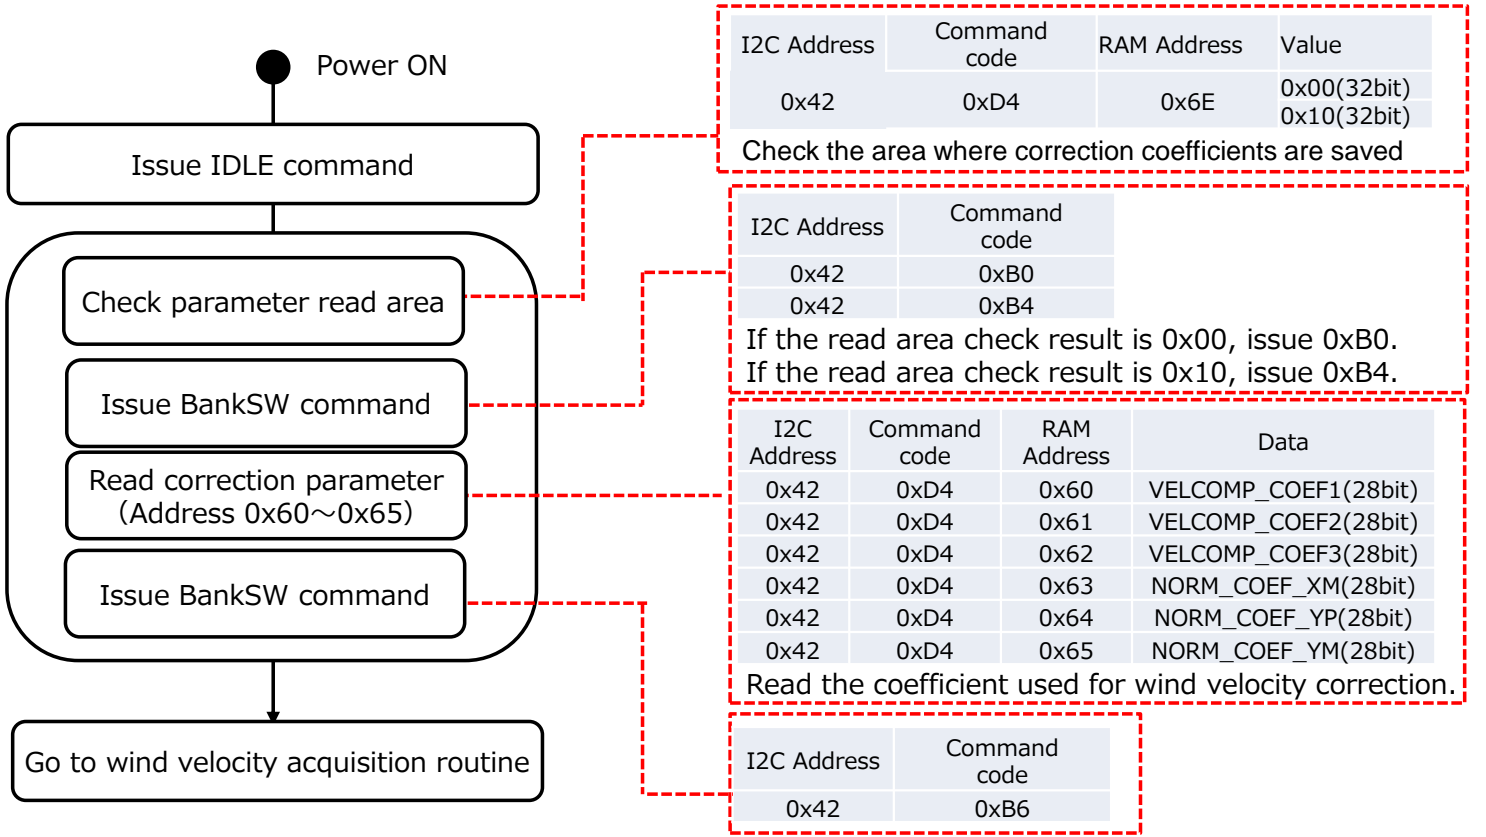 Power ON
Issue IDLE command
Check parameter read area
Issue BankSW command
Read correction parameter
(Address 0x60～0x65)
Issue BankSW command
Go to wind velocity acquisition routine
I2C Address Command code RAM Address Value
0x42 0xD4 0x6E 0x00(32bit)
0x10(32bit)
Check the area where correction coefficients are saved
I2C Address Command code
0x42 0xB0
0x42 0xB4
If the read area check result is 0x00, issue 0xB0.
If the read area check result is 0x10, issue 0xB4.
I2C Address Command code RAM Address Data
0x42 0xD4 0x60 VELCOMP_COEF1(28bit)
0x42 0xD4 0x61 VELCOMP_COEF2(28bit)
0x42 0xD4 0x62 VELCOMP_COEF3(28bit)
0x42 0xD4 0x63 NORM_COEF_XM(28bit)
0x42 0xD4 0x64 NORM_COEF_YP(28bit)
0x42 0xD4 0x65 NORM_COEF_YM(28bit)
Read the coefficient used for wind velocity correction.
I2C Address Command code
0x42 0xB6